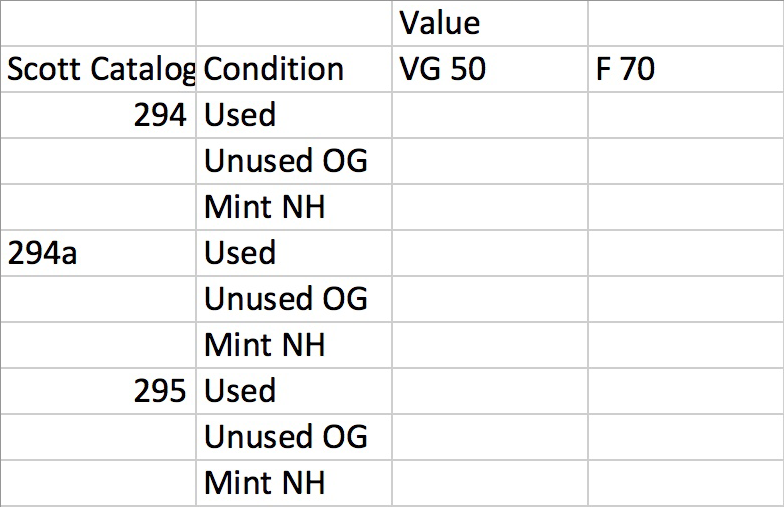 Value
Scott Catalog Condition VG 50 F 70
294 Used
Unused OG
Mint NH
294a Used
Unused OG
Mint NH
295 Used
Unused OG
Mint NH